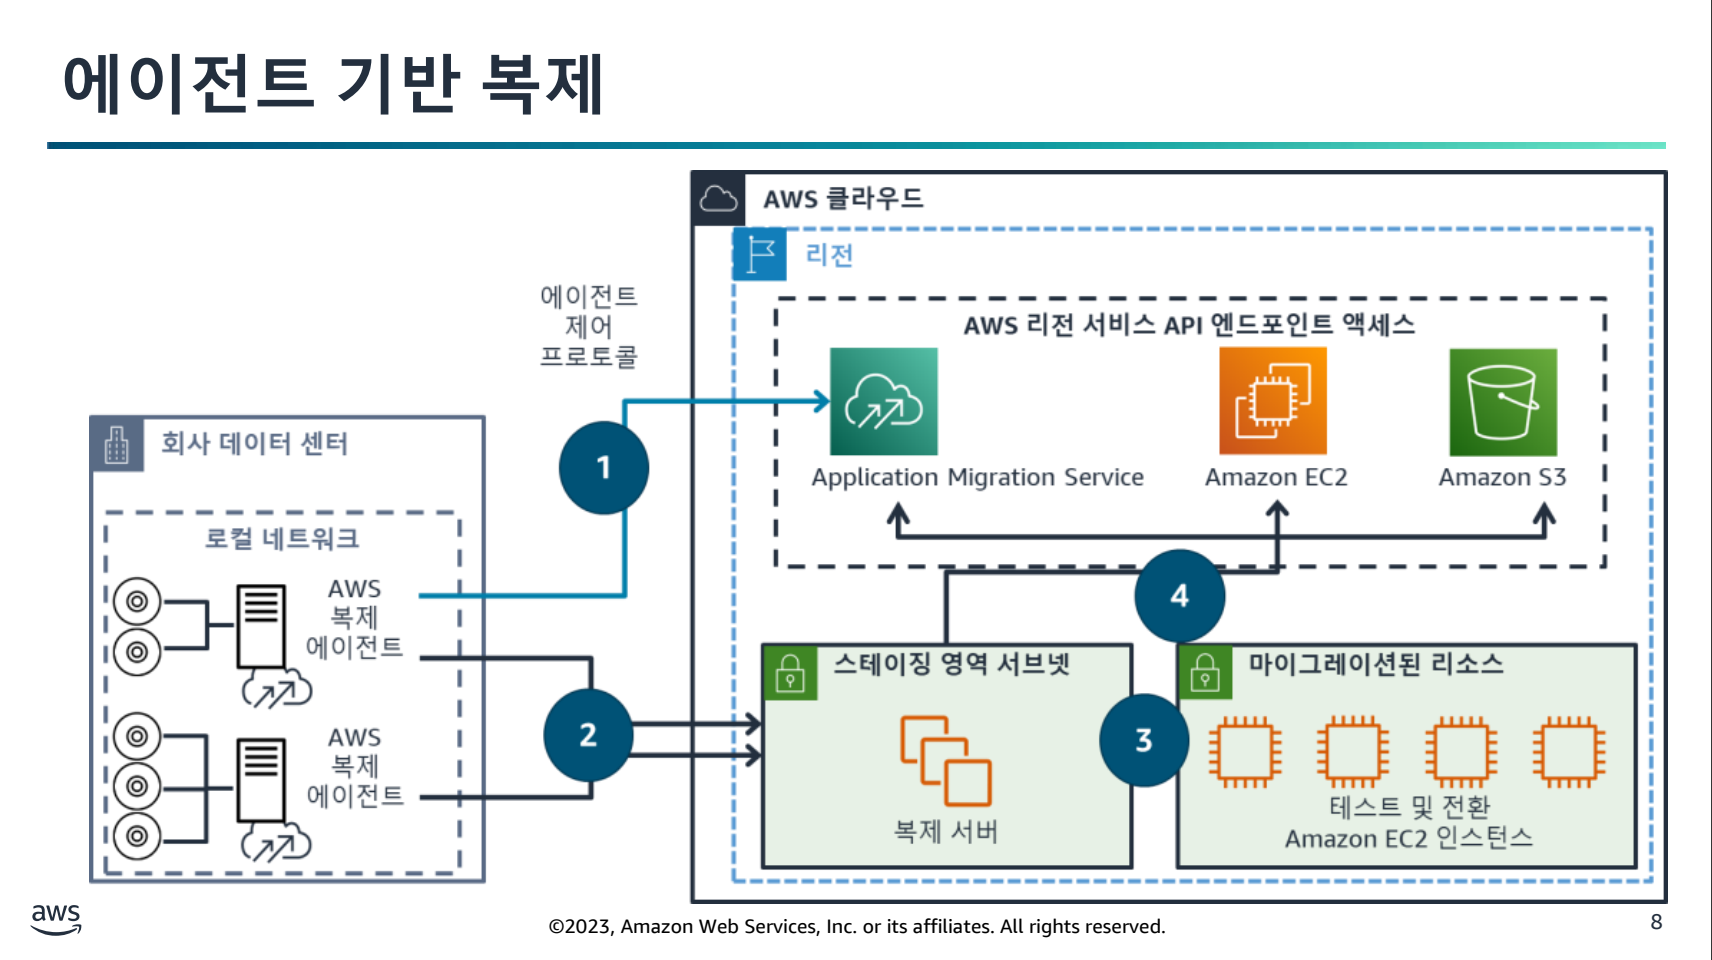 에이전트 기반 복제
AWS 클라우드
리전
에이전트
제어
프로토콜
AWS 리전 서비스 API 엔드포인트 액세스
Application Migration Service
Amazon EC2
Amazon S3
1
회사 데이터 센터
로컬 네트워크
AWS
복제
에이전트
AWS
복제
에이전트
2
4
스테이징 영역 서브넷
복제 서버
3
마이그레이션된 리소스
테스트 및 전환
Amazon EC2 인스턴스
aws
©2023, Amazon Web Services, Inc. or its affiliates. All rights reserved.
8